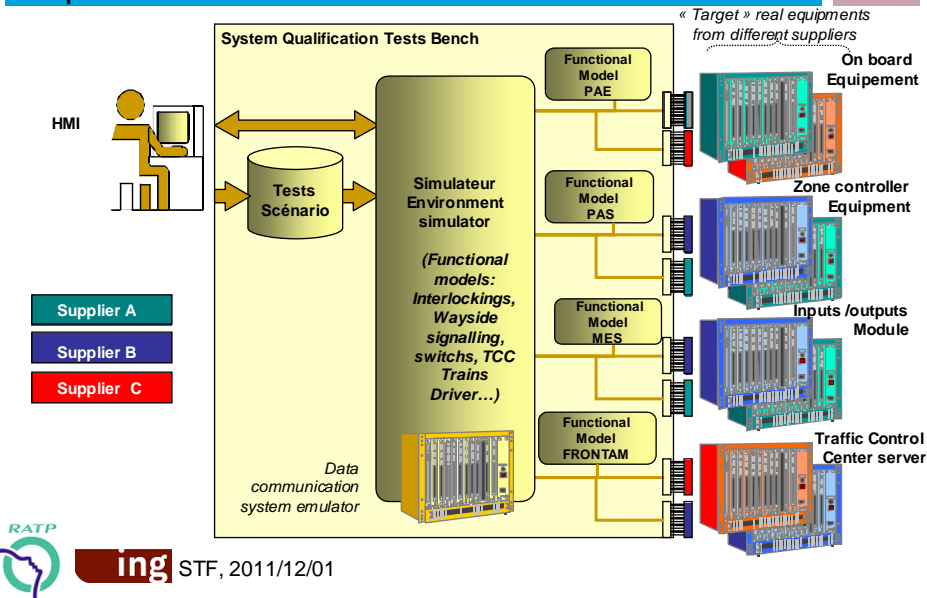 « Target » real equipments
from different suppliers
System Qualification Tests Bench
On board
Equipement
HMI
Tests
Scénario
Simulateur
Environment
simulator
(Functional
models:
Interlockings,
Wayside
signalling,
switchs, TCC
Trains
Driver…)
Functional
Model
PAE
Functional
Model
PAS
Zone controller
Equipment
Functional
Model
MES
Inputs /outputs
Module
Functional
Model
FRONTAM
Traffic Control
Center server
Supplier A
Supplier B
Supplier C
Data
communication
system emulator
RATP
ing STF, 2011/12/01